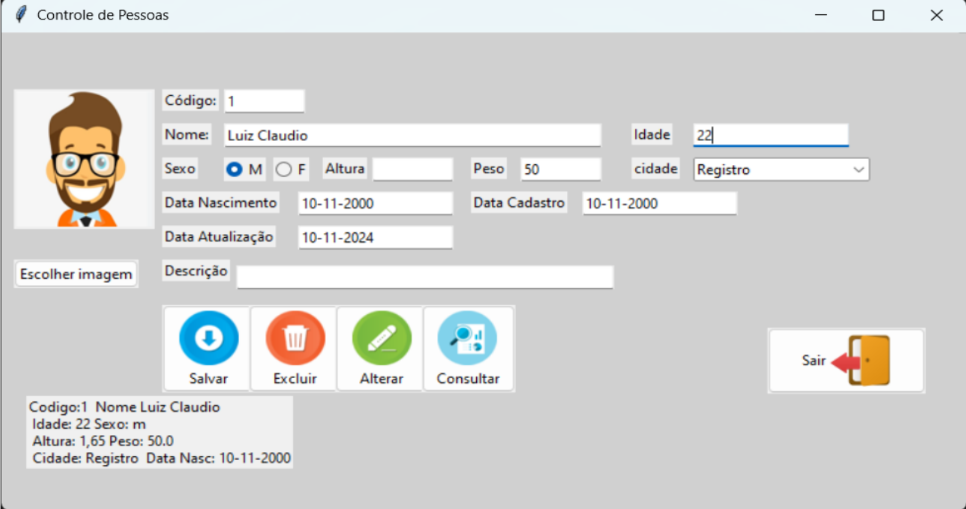 Controle de Pessoas
Código: 1
Nome: Luiz Claudio Idade 22
Sexo M F Altura Peso 50 cidade Registro
Data Nascimento 10-11-2000 Data Cadastro 10-11-2000
Data Atualização 10-11-2024
Escolher imagem Descrição
Salvar Excluir Alterar Consultar
Sair
Codigo:1 Nome Luiz Claudio
Idade: 22 Sexo: m
Altura: 1,65 Peso: 50.0
Cidade: Registro Data Nasc: 10-11-2000